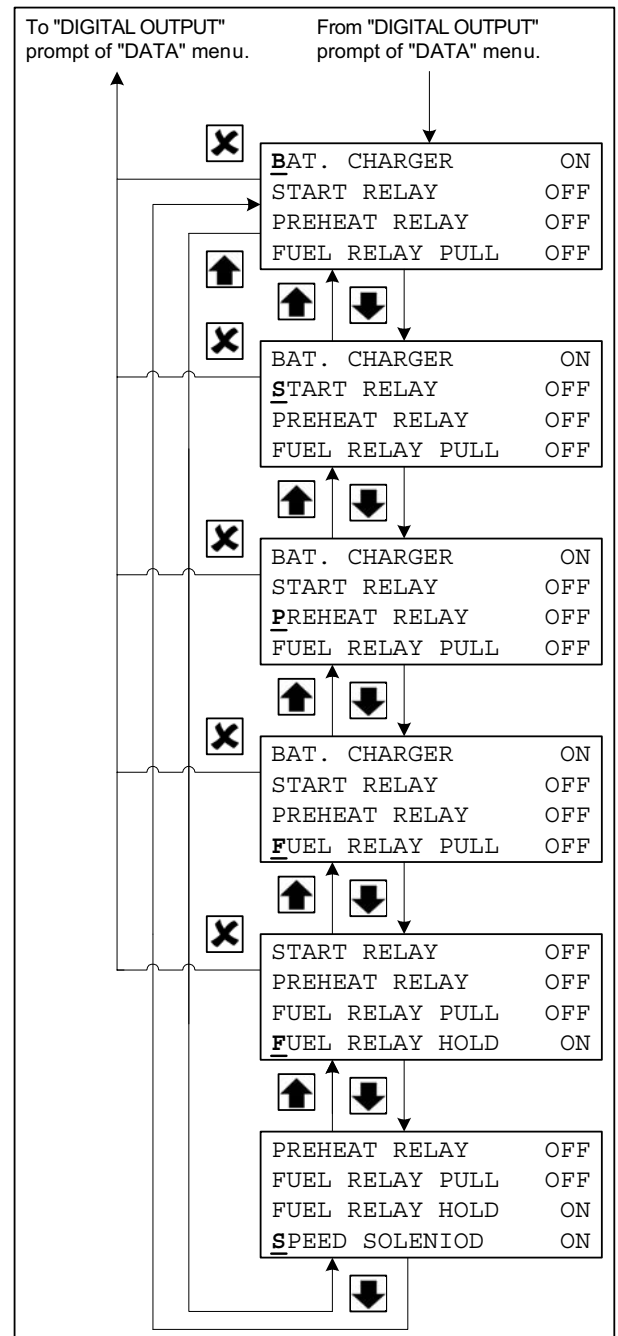 To "DIGITAL OUTPUT"
prompt of "DATA" menu.
From "DIGITAL OUTPUT"
prompt of "DATA" menu.
BAT. CHARGER ON
START RELAY OFF
PREHEAT RELAY OFF
FUEL RELAY PULL OFF
BAT. CHARGER ON
START RELAY OFF
PREHEAT RELAY OFF
FUEL RELAY PULL OFF
BAT. CHARGER ON
START RELAY OFF
PREHEAT RELAY OFF
FUEL RELAY PULL OFF
BAT. CHARGER ON
START RELAY OFF
PREHEAT RELAY OFF
FUEL RELAY PULL OFF
START RELAY OFF
PREHEAT RELAY OFF
FUEL RELAY PULL OFF
FUEL RELAY HOLD ON
PREHEAT RELAY OFF
FUEL RELAY PULL OFF
FUEL RELAY HOLD ON
SPEED SOLENIOD ON